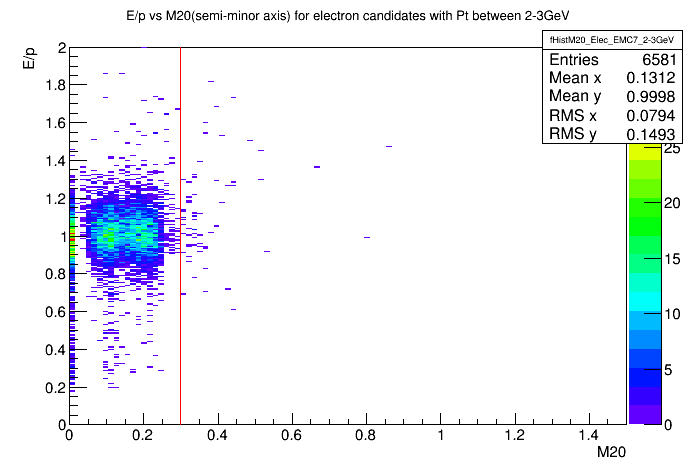 E/p vs M20(semi-minor axis) for electron candidates with Pt between 2-3GeV
fHistM20_Elec_EMC7_2-3GeV
Entries 6581
Mean x 0.1312
Mean y 0.9998
RMS x 0.0794
RMS y 0.1493
E/p
2
1.8
1.6
1.4
1.2
1
0.8
0.6
0.4
0.2
0
0 0.2 0.4 0.6 0.8 1 1.2 1.4
M20
25
20
15
10
5
0